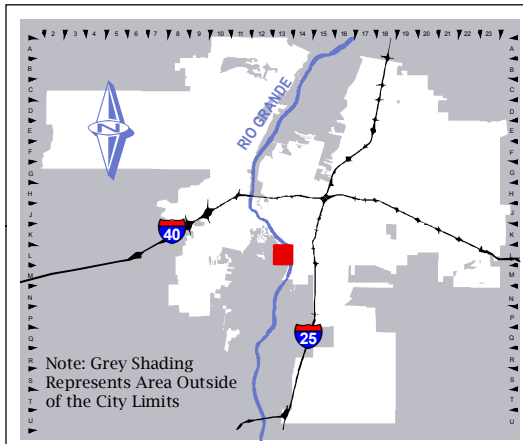 2 3 4 5 6 7 8 9 10 11 12 13 14 15 16 17 18 19 20 21 22 23
A A
B B
C C
D D
E E
F F
G G
H H
J J
K K
L L
M M
N N
P P
Q Q
R R
S S
T T
U U
N
RIO GRANDE
40
25
Note: Grey Shading
Represents Area Outside
of the City Limits